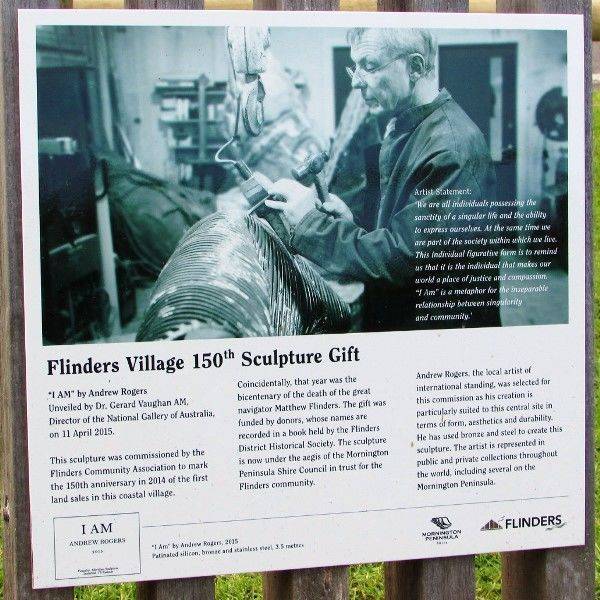 Artist Statement:
'We are all individuals possessing the
sanctity of a singular life and the ability
to express ourselves. At the same time we
are part of the society within which we live.
This individual figurative form is to remind
us that it is the individual that makes our
world a place of justice and compassion.
"I Am" is a metaphor for the inseparable
relationship between singularity
and community.'
Flinders Village 150th Sculpture Gift
"I AM" by Andrew Rogers
Unveiled by Dr. Gerard Vaughan AM,
Director of the National Gallery of Australia,
on 11 April 2015.
This sculpture was commissioned by the
Flinders Community Association to mark
the 150th anniversary in 2014 of the first
land sales in this coastal village.
Coincidentally, that year was the
bicentenary of the death of the great
navigator Matthew Flinders. The gift was
funded by donors, whose names are
recorded in a book held by the Flinders
District Historical Society. The sculpture
is now under the aegis of the Mornington
Peninsula Shire Council in trust for the
Flinders community.
Andrew Rogers, the local artist of
international standing, was selected for
this commission as his creation is
particularly suited to this central site in
terms of form, aesthetics and durability.
He has used bronze and steel to create this
sculpture. The artist is represented in
public and private collections throughout
the world, including several on the
Mornington Peninsula.
I AM
ANDREW ROGERS
2015
"I Am" by Andrew Rogers, 2015
Patinated silicon, bronze and stainless steel, 3.5 metres
MORNINGTON
PENINSULA
FLINDERS